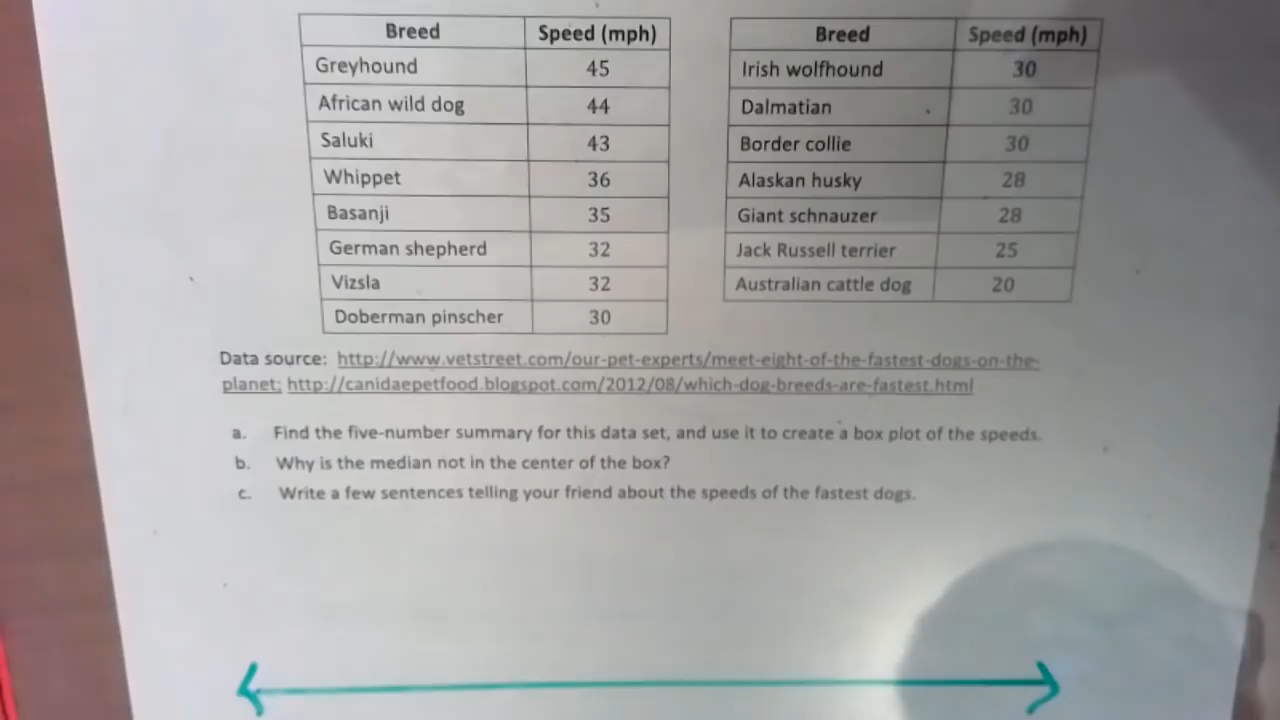 Breed Speed (mph)
Greyhound 45
African wild dog 44
Saluki 43
Whippet 36
Basanji 35
German shepherd 32
Vizsla 32
Doberman pinscher 30
Breed Speed (mph)
Irish wolfhound 30
Dalmatian 30
Border collie 30
Alaskan husky 28
Giant schnauzer 28
Jack Russell terrier 25
Australian cattle dog 20
Data source: http://www.vetstreet.com/our-pet-experts/meet-eight-of-the-fastest-dogs-on-the-
planet; http://canidaepetfood.blogspot.com/2012/08/which-dog-breeds-are-fastest.html
a. Find the five-number summary for this data set, and use it to create a box plot of the speeds.
b. Why is the median not in the center of the box?
c. Write a few sentences telling your friend about the speeds of the fastest dogs.